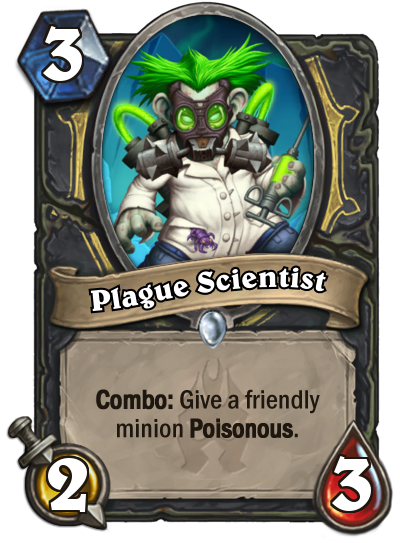 3
Plague Scientist
Combo: Give a friendly
minion Poisonous.
2
3